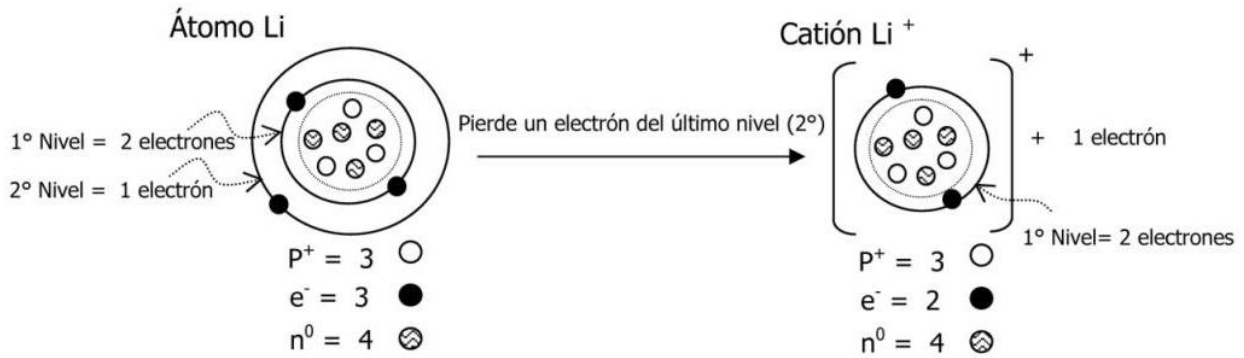 Átomo Li
1° Nivel = 2 electrones
2° Nivel = 1 electrón
P⁺ = 3
e⁻ = 3
n⁰ = 4
Pierde un electrón del último nivel (2°)
Catión Li ⁺
+
+ 1 electrón
1° Nivel= 2 electrones
P⁺ = 3
e⁻ = 2
n⁰ = 4